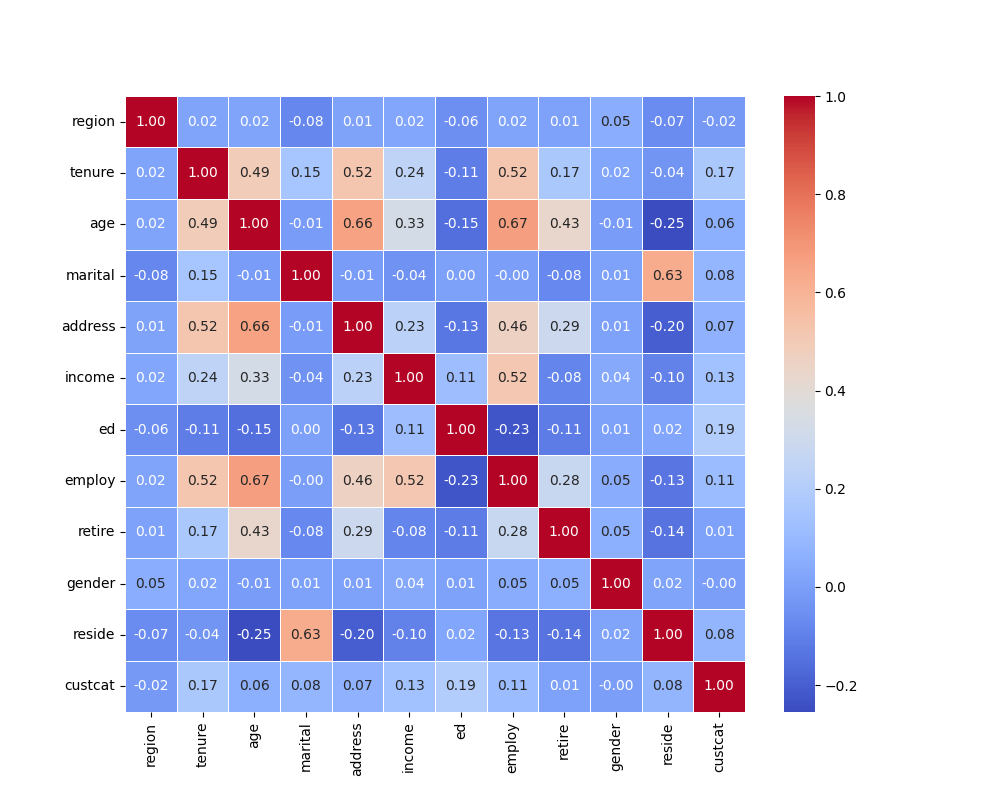 region 1.00 0.02 0.02 -0.08 0.01 0.02 -0.06 0.02 0.01 0.05 -0.07 -0.02
tenure 0.02 1.00 0.49 0.15 0.52 0.24 -0.11 0.52 0.17 0.02 -0.04 0.17
age 0.02 0.49 1.00 -0.01 0.66 0.33 -0.15 0.67 0.43 -0.01 -0.25 0.06
marital -0.08 0.15 -0.01 1.00 -0.01 -0.04 0.00 -0.00 -0.08 0.01 0.63 0.08
address 0.01 0.52 0.66 -0.01 1.00 0.23 -0.13 0.46 0.29 0.01 -0.20 0.07
income 0.02 0.24 0.33 -0.04 0.23 1.00 0.11 0.52 -0.08 0.04 -0.10 0.13
ed -0.06 -0.11 -0.15 0.00 -0.13 0.11 1.00 -0.23 -0.11 0.01 0.02 0.19
employ 0.02 0.52 0.67 -0.00 0.46 0.52 -0.23 1.00 0.28 0.05 -0.13 0.11
retire 0.01 0.17 0.43 -0.08 0.29 -0.08 -0.11 0.28 1.00 0.05 -0.14 0.01
gender 0.05 0.02 -0.01 0.01 0.01 0.04 0.01 0.05 0.05 1.00 0.02 -0.00
reside -0.07 -0.04 -0.25 0.63 -0.20 -0.10 0.02 -0.13 -0.14 0.02 1.00 0.08
custcat -0.02 0.17 0.06 0.08 0.07 0.13 0.19 0.11 0.01 -0.00 0.08 1.00
region tenure age marital address income ed employ retire gender reside custcat
1.0
0.8
0.6
0.4
0.2
0.0
−0.2